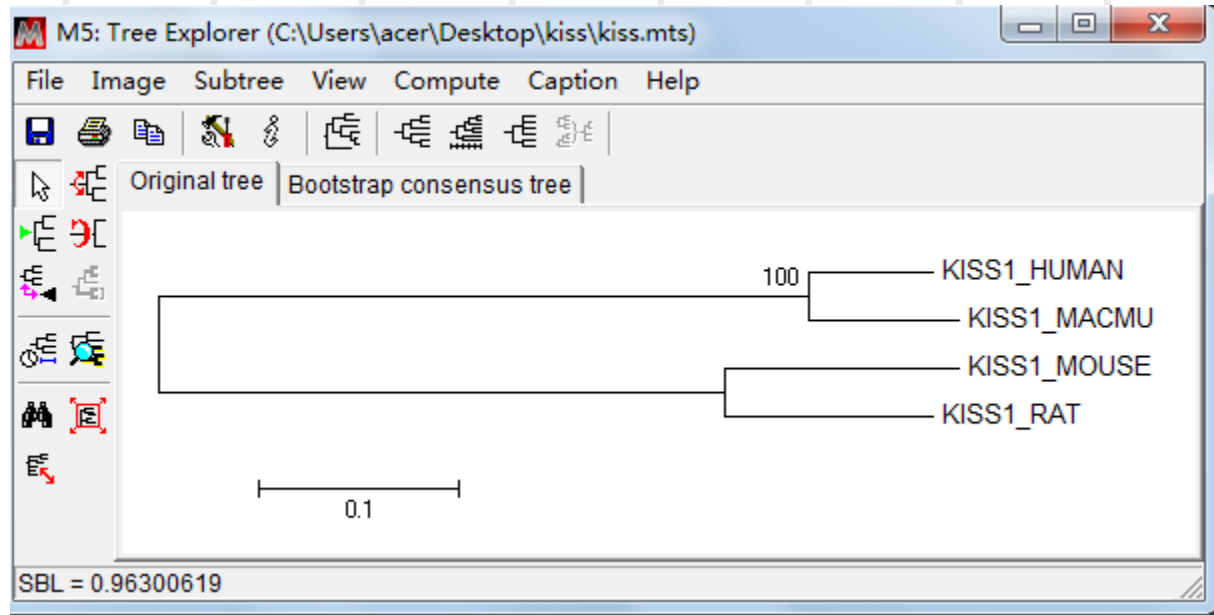 M5: Tree Explorer (C:\Users\acer\Desktop\kiss\kiss.mts)
File Image Subtree View Compute Caption Help
Original tree Bootstrap consensus tree
100 KISS1_HUMAN
KISS1_MACMU
KISS1_MOUSE
KISS1_RAT
0.1
SBL = 0.96300619